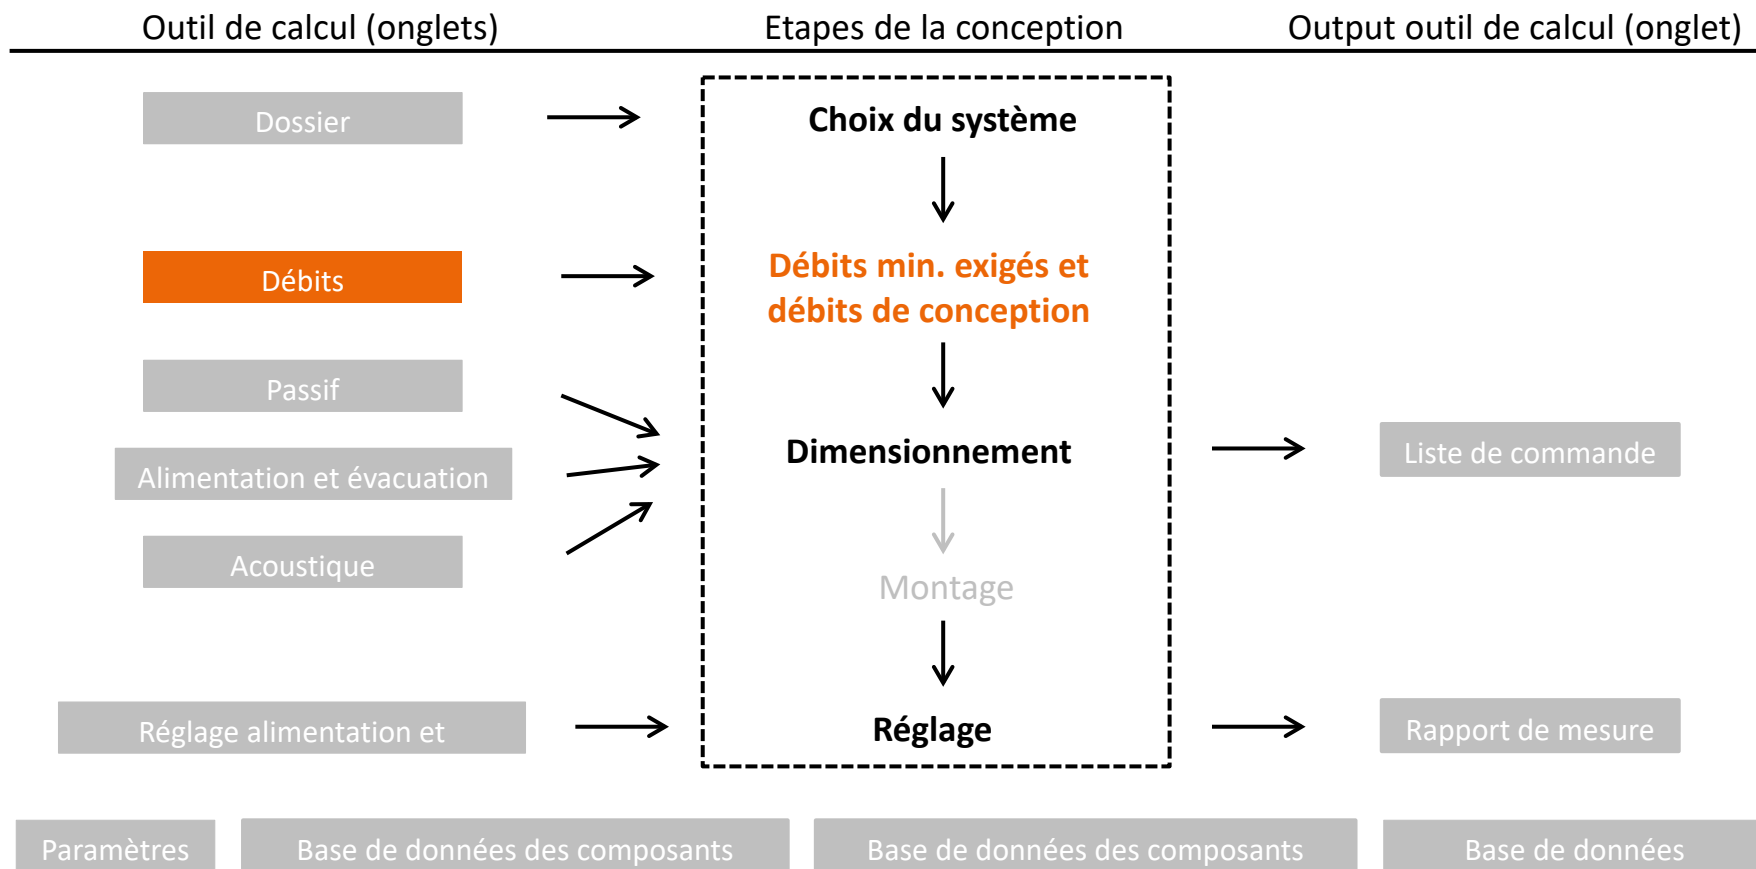 Outil de calcul (onglets)
Etapes de la conception
Output outil de calcul (onglet)
Dossier
Choix du système
Débits
Débits min. exigés et
débits de conception
Passif
Alimentation et évacuation
Dimensionnement
Liste de commande
Acoustique
Montage
Réglage alimentation et
Réglage
Rapport de mesure
Paramètres
Base de données des composants
Base de données des composants
Base de données